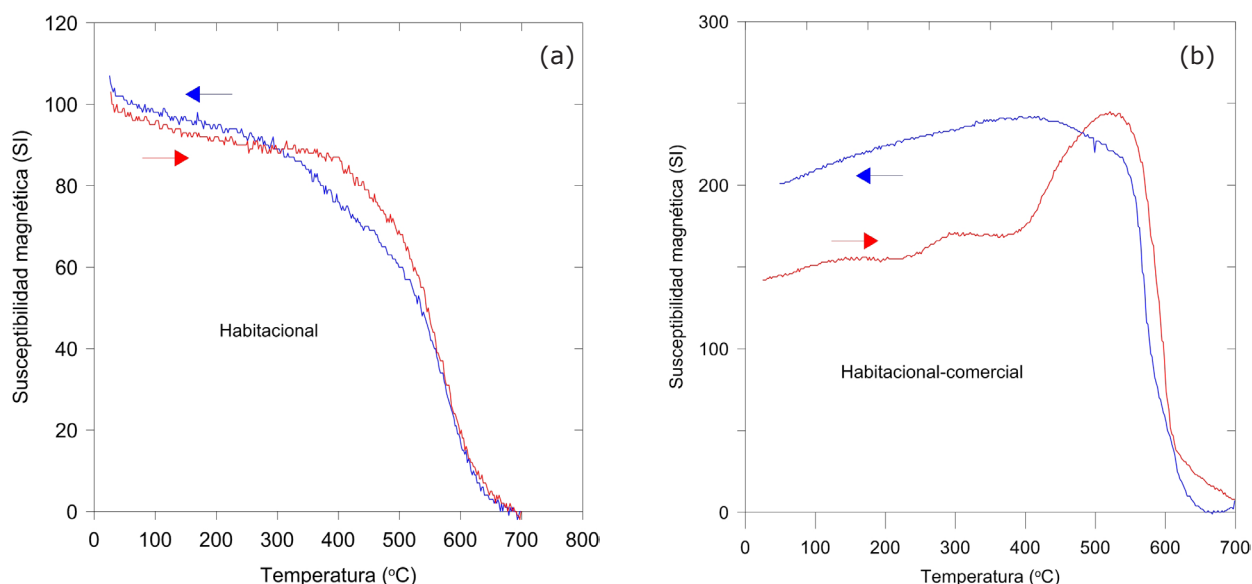 (a)
120
100
80
60
40
20
0
Susceptibilidad magnética (SI)
Habitacional
0 100 200 300 400 500 600 700 800
Temperatura (°C)
(b)
300
200
100
0
Susceptibilidad magnética (SI)
Habitacional-comercial
0 100 200 300 400 500 600 700
Temperatura (°C)